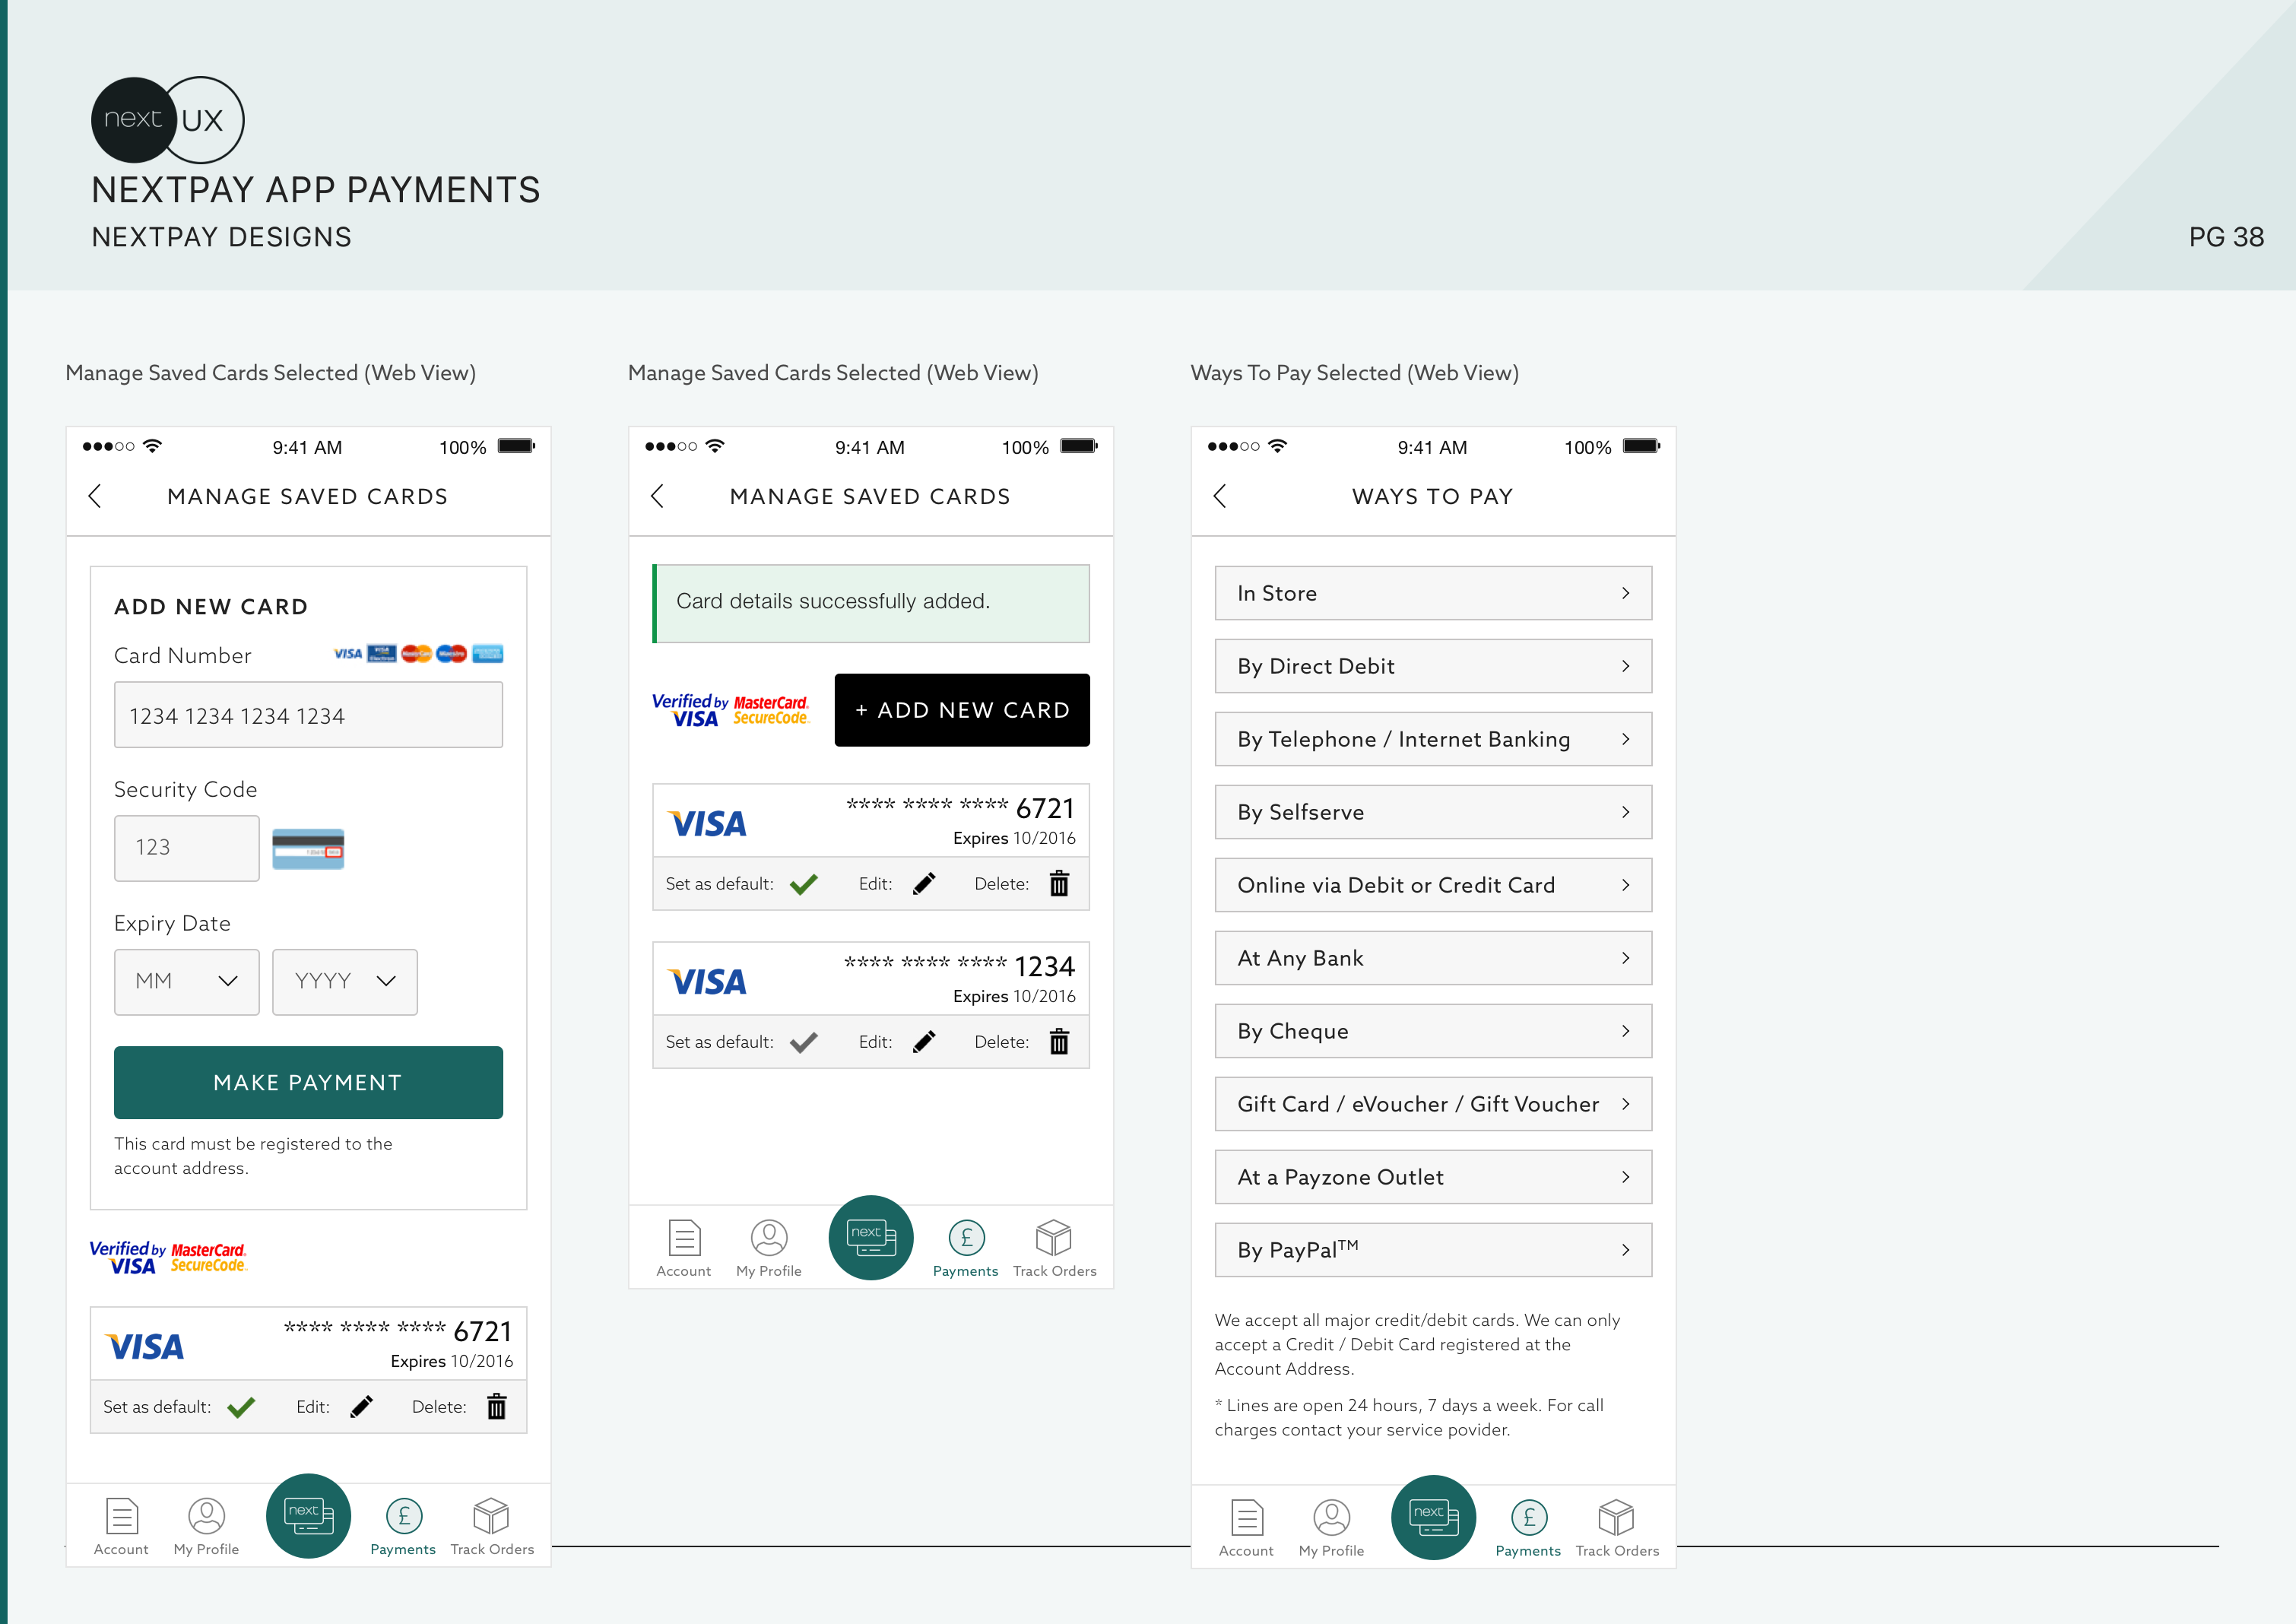 next UX
NEXTPAY APP PAYMENTS
NEXTPAY DESIGNS
PG 38
Manage Saved Cards Selected (Web View)
9:41 AM 100%
MANAGE SAVED CARDS
ADD NEW CARD
Card Number VISA VISA Electron MasterCard Maestro
1234 1234 1234 1234
Security Code
123
Expiry Date
MM YYYY
MAKE PAYMENT
This card must be registered to the
account address.
Verified by MasterCard.
VISA SecureCode
VISA **** **** **** 6721
Expires 10/2016
Set as default: Edit: Delete:
next
Account My Profile Payments Track Orders
£
Manage Saved Cards Selected (Web View)
9:41 AM 100%
MANAGE SAVED CARDS
Card details successfully added.
Verified by MasterCard.
VISA SecureCode
+ ADD NEW CARD
VISA **** **** **** 6721
Expires 10/2016
Set as default: Edit: Delete:
VISA **** **** **** 1234
Expires 10/2016
Set as default: Edit: Delete:
next
£
Account My Profile Payments Track Orders
Ways To Pay Selected (Web View)
9:41 AM 100%
WAYS TO PAY
In Store
By Direct Debit
By Telephone / Internet Banking
By Selfserve
Online via Debit or Credit Card
At Any Bank
By Cheque
Gift Card / eVoucher / Gift Voucher
At a Payzone Outlet
By PayPal™
We accept all major credit/debit cards. We can only
accept a Credit / Debit Card registered at the
Account Address.
* Lines are open 24 hours, 7 days a week. For call
charges contact your service povider.
next
£
Account My Profile Payments Track Orders